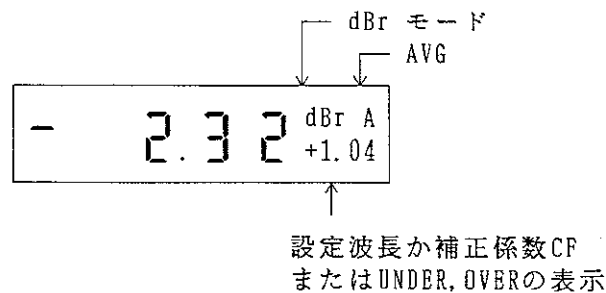 dBr モード
AVG
- 2.32 dBr A
+1.04
設定波長か補正係数CF
またはUNDER,OVERの表示